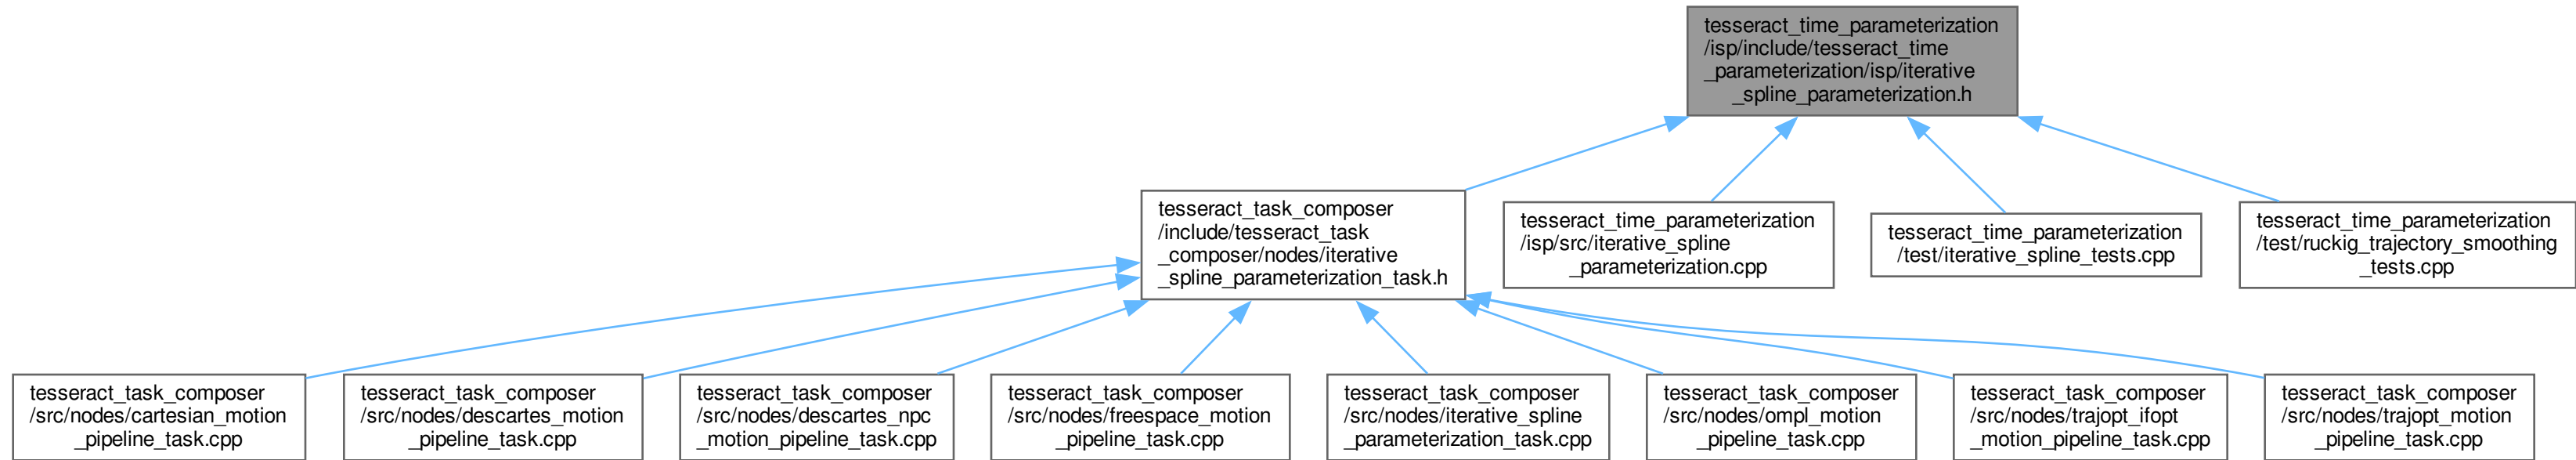 tesseract_time_parameterization
/isp/include/tesseract_time
_parameterization/isp/iterative
_spline_parameterization.h
tesseract_task_composer
/include/tesseract_task
_composer/nodes/iterative
_spline_parameterization_task.h
tesseract_time_parameterization
/isp/src/iterative_spline
_parameterization.cpp
tesseract_time_parameterization
/test/iterative_spline_tests.cpp
tesseract_time_parameterization
/test/ruckig_trajectory_smoothing
_tests.cpp
tesseract_task_composer
/src/nodes/cartesian_motion
_pipeline_task.cpp
tesseract_task_composer
/src/nodes/descartes_motion
_pipeline_task.cpp
tesseract_task_composer
/src/nodes/descartes_npc
_motion_pipeline_task.cpp
tesseract_task_composer
/src/nodes/freespace_motion
_pipeline_task.cpp
tesseract_task_composer
/src/nodes/iterative_spline
_parameterization_task.cpp
tesseract_task_composer
/src/nodes/ompl_motion
_pipeline_task.cpp
tesseract_task_composer
/src/nodes/trajopt_ifopt
_motion_pipeline_task.cpp
tesseract_task_composer
/src/nodes/trajopt_motion
_pipeline_task.cpp